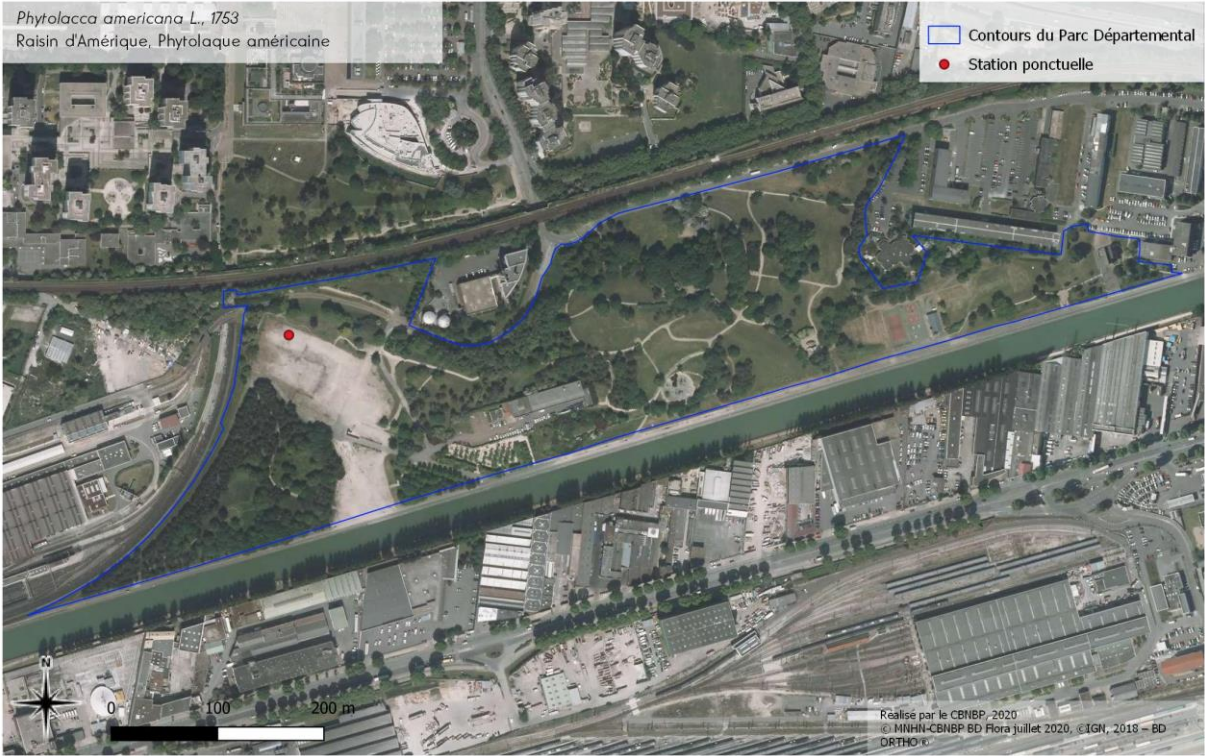 Phytolacca americana L., 1753
Raisin d'Amérique, Phytolaque américaine
Contours du Parc Départemental
Station ponctuelle
N
0 100 200 m
Réalisé par le CBNBP, 2020
© MNHN-CBNBP BD Flora juillet 2020, ©IGN, 2018 – BD
ORTHO ®